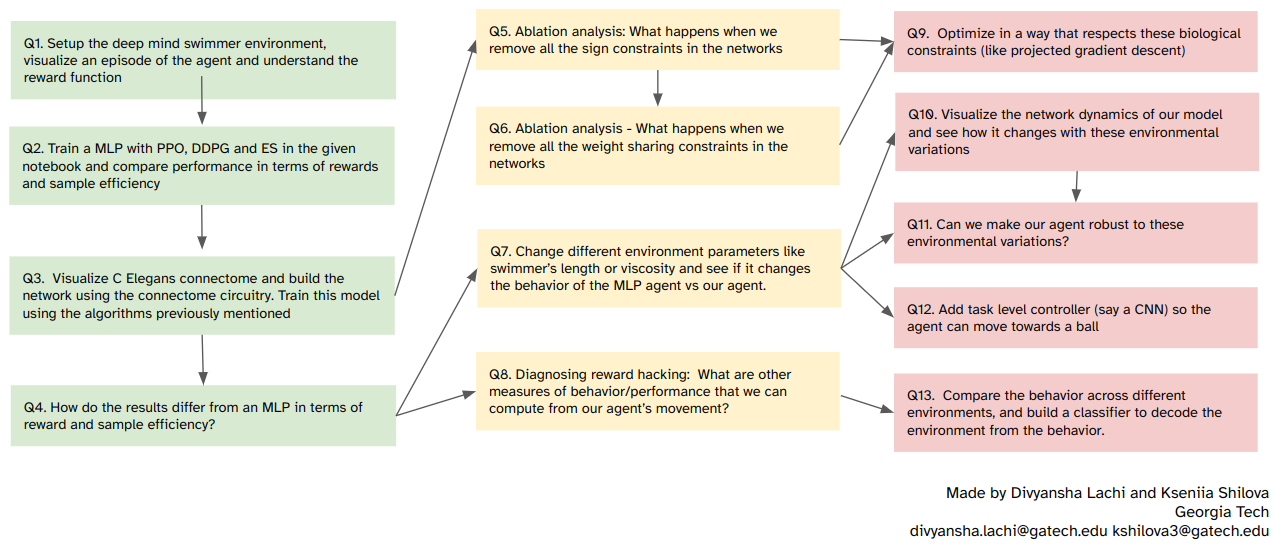 Q1. Setup the deep mind swimmer environment,
visualize an episode of the agent and understand the
reward function
Q2. Train a MLP with PPO, DDPG and ES in the given
notebook and compare performance in terms of rewards
and sample efficiency
Q3.  Visualize C Elegans connectome and build the
network using the connectome circuitry. Train this model
using the algorithms previously mentioned
Q4. How do the results differ from an MLP in terms of
reward and sample efficiency?
Q5. Ablation analysis: What happens when we
remove all the sign constraints in the networks
Q6. Ablation analysis - What happens when we
remove all the weight sharing constraints in the
networks
Q7. Change different environment parameters like
swimmer's length or viscosity and see if it changes
the behavior of the MLP agent vs our agent.
Q8. Diagnosing reward hacking:  What are other
measures of behavior/performance that we can
compute from our agent's movement?
Q9.  Optimize in a way that respects these biological
constraints (like projected gradient descent)
Q10. Visualize the network dynamics of our model
and see how it changes with these environmental
variations
Q11. Can we make our agent robust to these
environmental variations?
Q12. Add task level controller (say a CNN) so the
agent can move towards a ball
Q13.  Compare the behavior across different
environments, and build a classifier to decode the
environment from the behavior.
Made by Divyansha Lachi and Kseniia Shilova
Georgia Tech
divyansha.lachi@gatech.edu kshilova3@gatech.edu